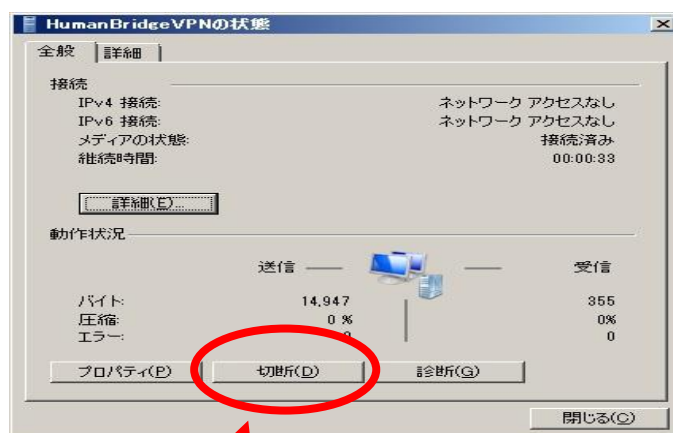 HumanBridgeVPNの状態
全般 詳細
接続
IPv4 接続: ネットワーク アクセスなし
IPv6 接続: ネットワーク アクセスなし
メディアの状態: 接続済み
継続時間: 00:00:33
詳細(E)...
動作状況
送信 受信
バイト: 14,947 355
圧縮: 0 % 0%
エラー: 0
プロパティ(P) 切断(D) 診断(G)
閉じる(C)